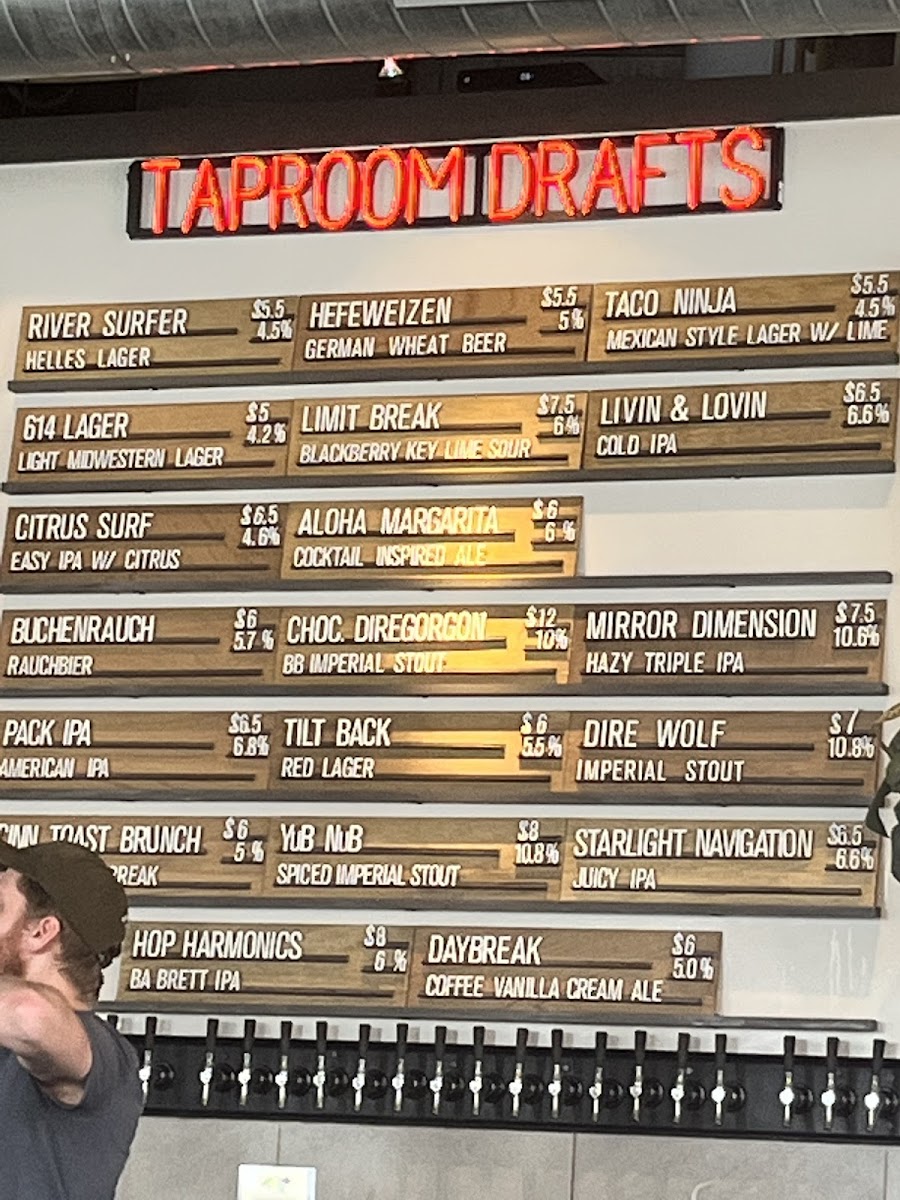 TAPROOM DRAFTS
RIVER SURFER $5.5
4.5%
HELLES LAGER
HEFEWEIZEN $5.5
5%
GERMAN WHEAT BEER
TACO NINJA $5.5
4.5%
MEXICAN STYLE LAGER W/ LIME
614 LAGER $5
4.2%
LIGHT MIDWESTERN LAGER
LIMIT BREAK $7.5
6%
BLACKBERRY KEY LIME SOUR
LIVIN & LOVIN $6.5
6.6%
COLD IPA
CITRUS SURF $6.5
4.6%
EASY IPA W/ CITRUS
ALOHA MARGARITA $6
6 %
COCKTAIL INSPIRED ALE
BUCHENRAUCH $6
5.7 %
RAUCHBIER
CHOC. DIREGORGON $12
10%
BB IMPERIAL STOUT
MIRROR DIMENSION $7.5
10.6%
HAZY TRIPLE IPA
PACK IPA $6.5
6.8%
AMERICAN IPA
TILT BACK $6
5.5%
RED LAGER
DIRE WOLF $7
10.8%
IMPERIAL STOUT
CINN TOAST BRUNCH $6
5 %
BREAK
YUB NUB $8
10.8%
SPICED IMPERIAL STOUT
STARLIGHT NAVIGATION $6.5
6.6%
JUICY IPA
HOP HARMONICS $8
6 %
BA BRETT IPA
DAYBREAK $6
5.0%
COFFEE VANILLA CREAM ALE